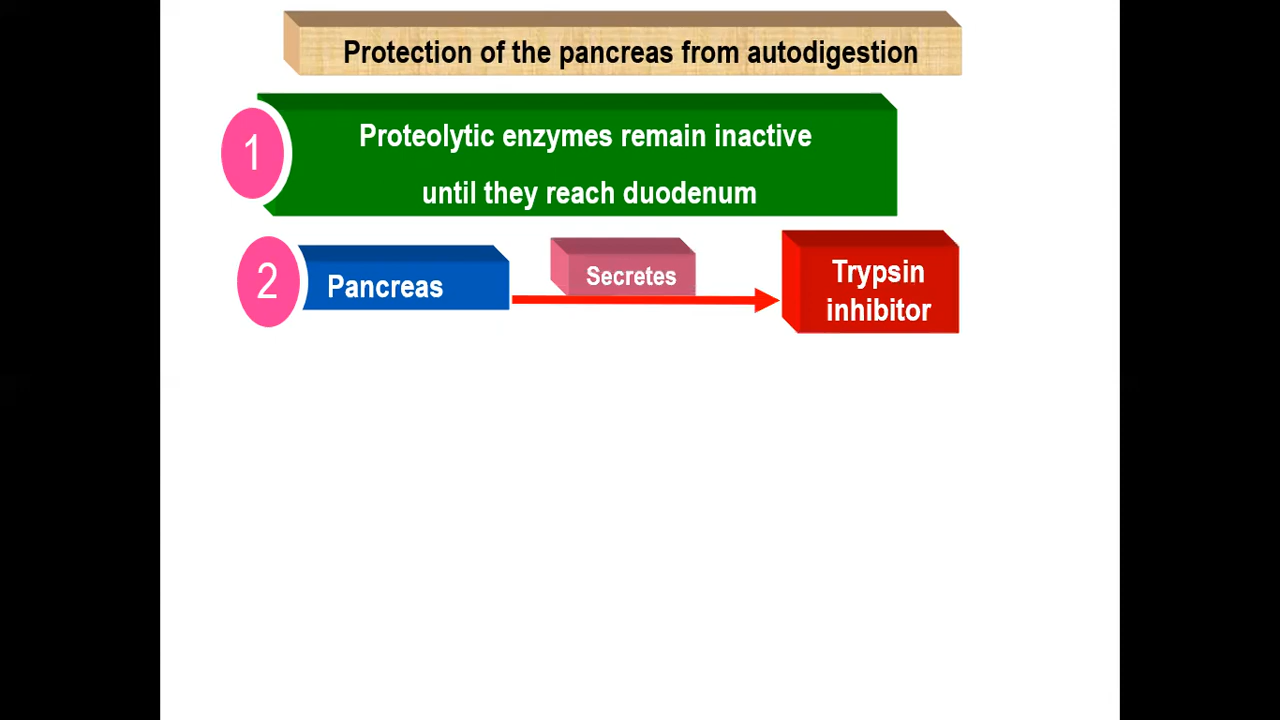 Protection of the pancreas from autodigestion
1
Proteolytic enzymes remain inactive
until they reach duodenum
2
Pancreas
Secretes
Trypsin
inhibitor